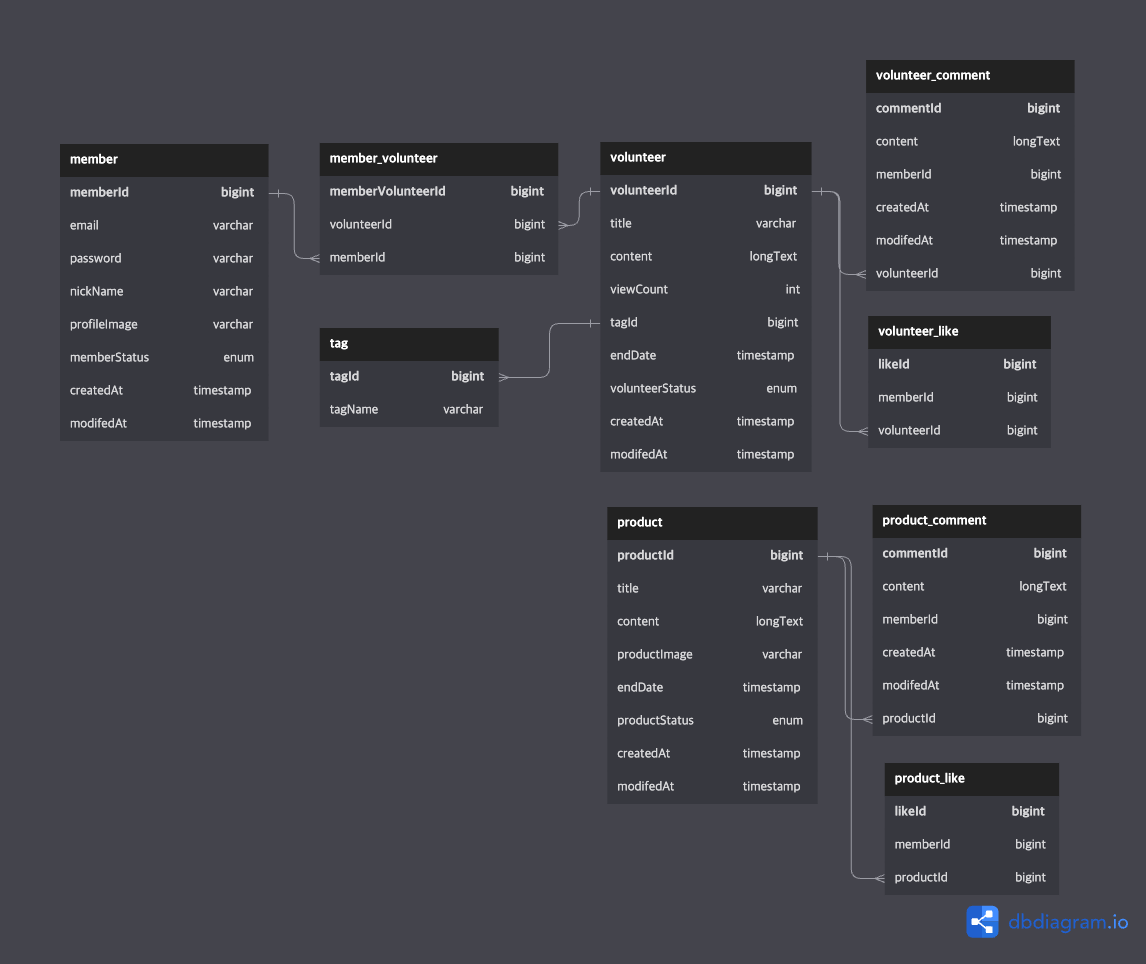 member
memberId bigint
email varchar
password varchar
nickName varchar
profileImage varchar
memberStatus enum
createdAt timestamp
modifedAt timestamp
member_volunteer
memberVolunteerId bigint
volunteerId bigint
memberId bigint
tag
tagId bigint
tagName varchar
volunteer
volunteerId bigint
title varchar
content longText
viewCount int
tagId bigint
endDate timestamp
volunteerStatus enum
createdAt timestamp
modifedAt timestamp
volunteer_comment
commentId bigint
content longText
memberId bigint
createdAt timestamp
modifedAt timestamp
volunteerId bigint
volunteer_like
likeId bigint
memberId bigint
volunteerId bigint
product
productId bigint
title varchar
content longText
productImage varchar
endDate timestamp
productStatus enum
createdAt timestamp
modifedAt timestamp
product_comment
commentId bigint
content longText
memberId bigint
createdAt timestamp
modifedAt timestamp
productId bigint
product_like
likeId bigint
memberId bigint
productId bigint
dbdiagram.io